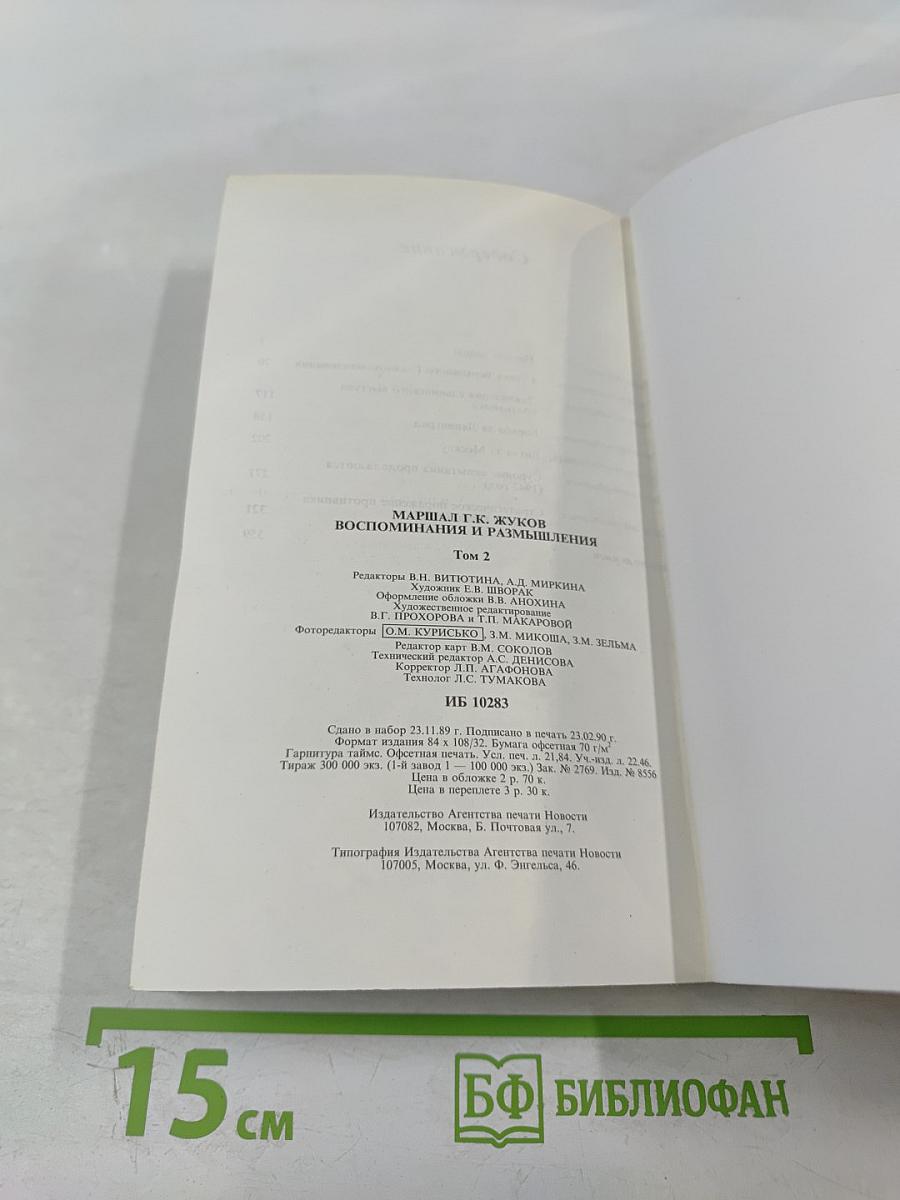 МАРШАЛ Г.К. ЖУКОВ
ВОСПОМИНАНИЯ И РАЗМЫШЛЕНИЯ
Том 2
Редакторы В.Н. ВИТЮТИНА, А.Д. МИРКИНА
Художник Е.В. ШВОРАК
Оформление обложки В.В. АНОХИНА
Художественное редактирование
В.Г. ПРОХОРОВА и Т.П. МАКАРОВОЙ
Фоторедакторы О.М. КУРИСЬКО, З.М. МИКОША, З.М. ЗЕЛЬМА
Редактор карт В.М. СОКОЛОВ
Технический редактор А.С. ДЕНИСОВА
Корректор Л.П. АГАФОНОВА
Технолог Л.С. ТУМАКОВА
ИБ 10283
Сдано в набор 23.11.89 г. Подписано в печать 23.02.90 г.
Формат издания 84 х 108/32. Бумага офсетная 70 г/м²
Гарнитура таймс. Офсетная печать. Усл. печ. л. 21,84. Уч.-изд. л. 22,46.
Тираж 300 000 экз. (1-й завод 1 — 100 000 экз.) Зак. № 2769. Изд. № 8556
Цена в обложке 2 р. 70 к.
Цена в переплете 3 р. 30 к.
Издательство Агентства печати Новости
107082, Москва, Б. Почтовая ул., 7.
Типография Издательства Агентства печати Новости
107005, Москва, ул. Ф. Энгельса, 46.
15 см
БФ БИБЛИОФАН